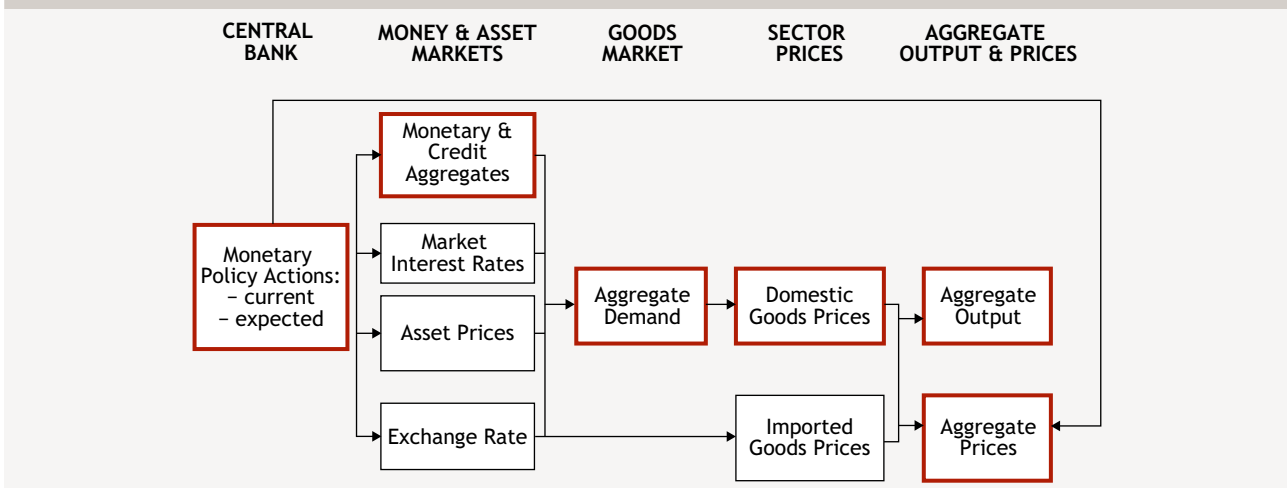 CENTRAL
BANK
MONEY & ASSET
MARKETS
GOODS
MARKET
SECTOR
PRICES
AGGREGATE
OUTPUT & PRICES
Monetary &
Credit
Aggregates
Monetary
Policy Actions:
– current
– expected
Market
Interest Rates
Asset Prices
Exchange Rate
Aggregate
Demand
Domestic
Goods Prices
Imported
Goods Prices
Aggregate
Output
Aggregate
Prices